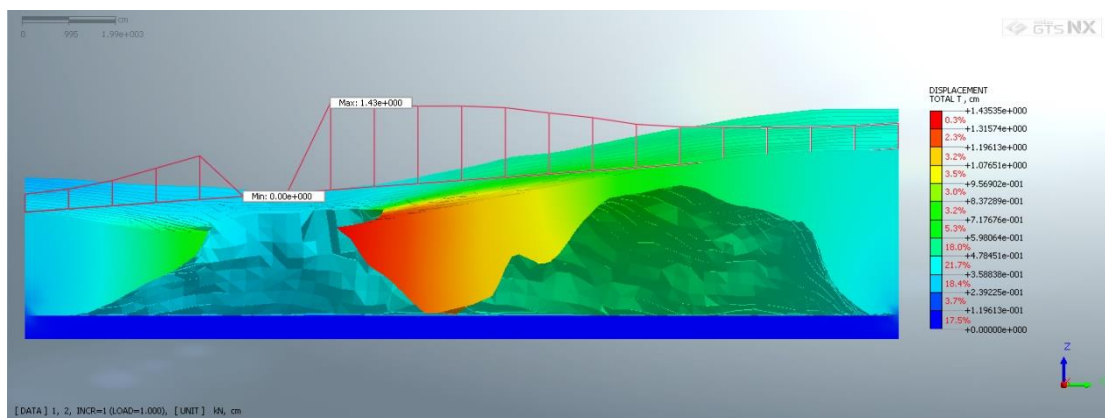 cm
0 995 1.99e+003
GTS NX
Max: 1.43e+000
Min: 0.00e+000
DISPLACEMENT
TOTAL T , cm
+1.43535e+000
0.3%
+1.31574e+000
2.3%
+1.19613e+000
3.2%
+1.07651e+000
3.5%
+9.56902e-001
3.0%
+8.37289e-001
3.2%
+7.17676e-001
5.3%
+5.98064e-001
18.0%
+4.78451e-001
21.7%
+3.58838e-001
18.4%
+2.39225e-001
3.7%
+1.19613e-001
17.5%
+0.00000e+000
Z
[ DATA ] 1, 2, INCR=1 (LOAD=1.000), [ UNIT ] kN, cm